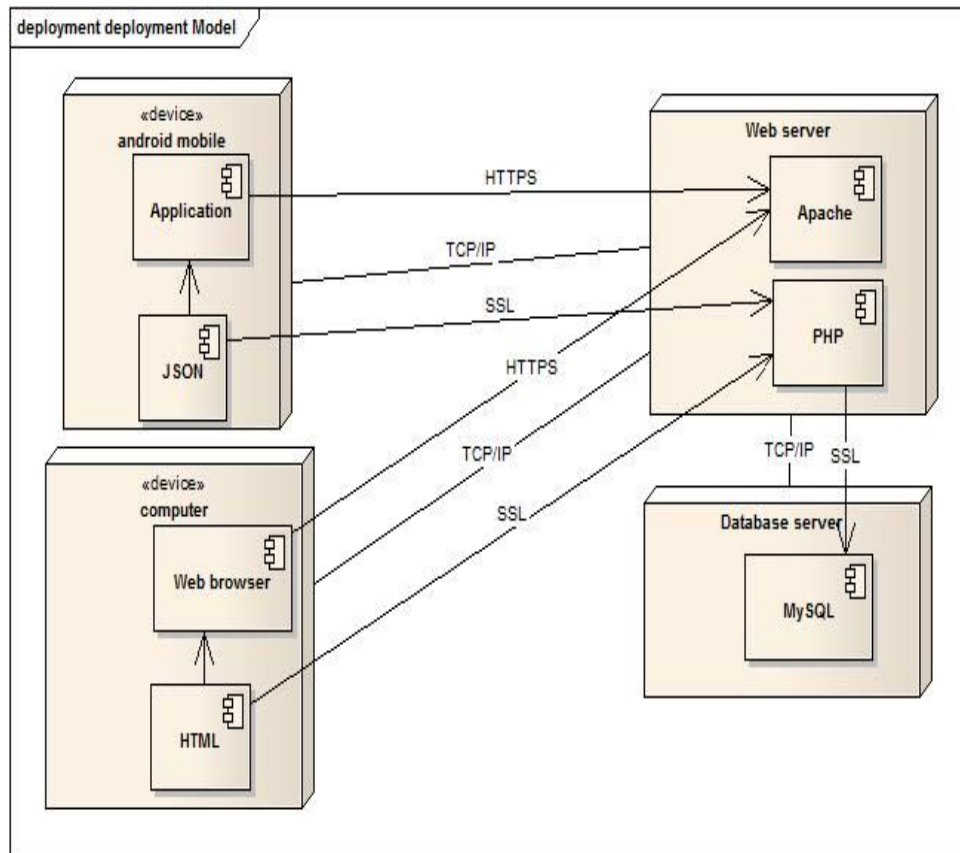 deployment deployment Model
«device»
android mobile
Application
JSON
HTTPS
TCP/IP
SSL
Web server
Apache
PHP
«device»
computer
Web browser
HTML
HTTPS
TCP/IP
SSL
TCP/IP
SSL
Database server
MySQL